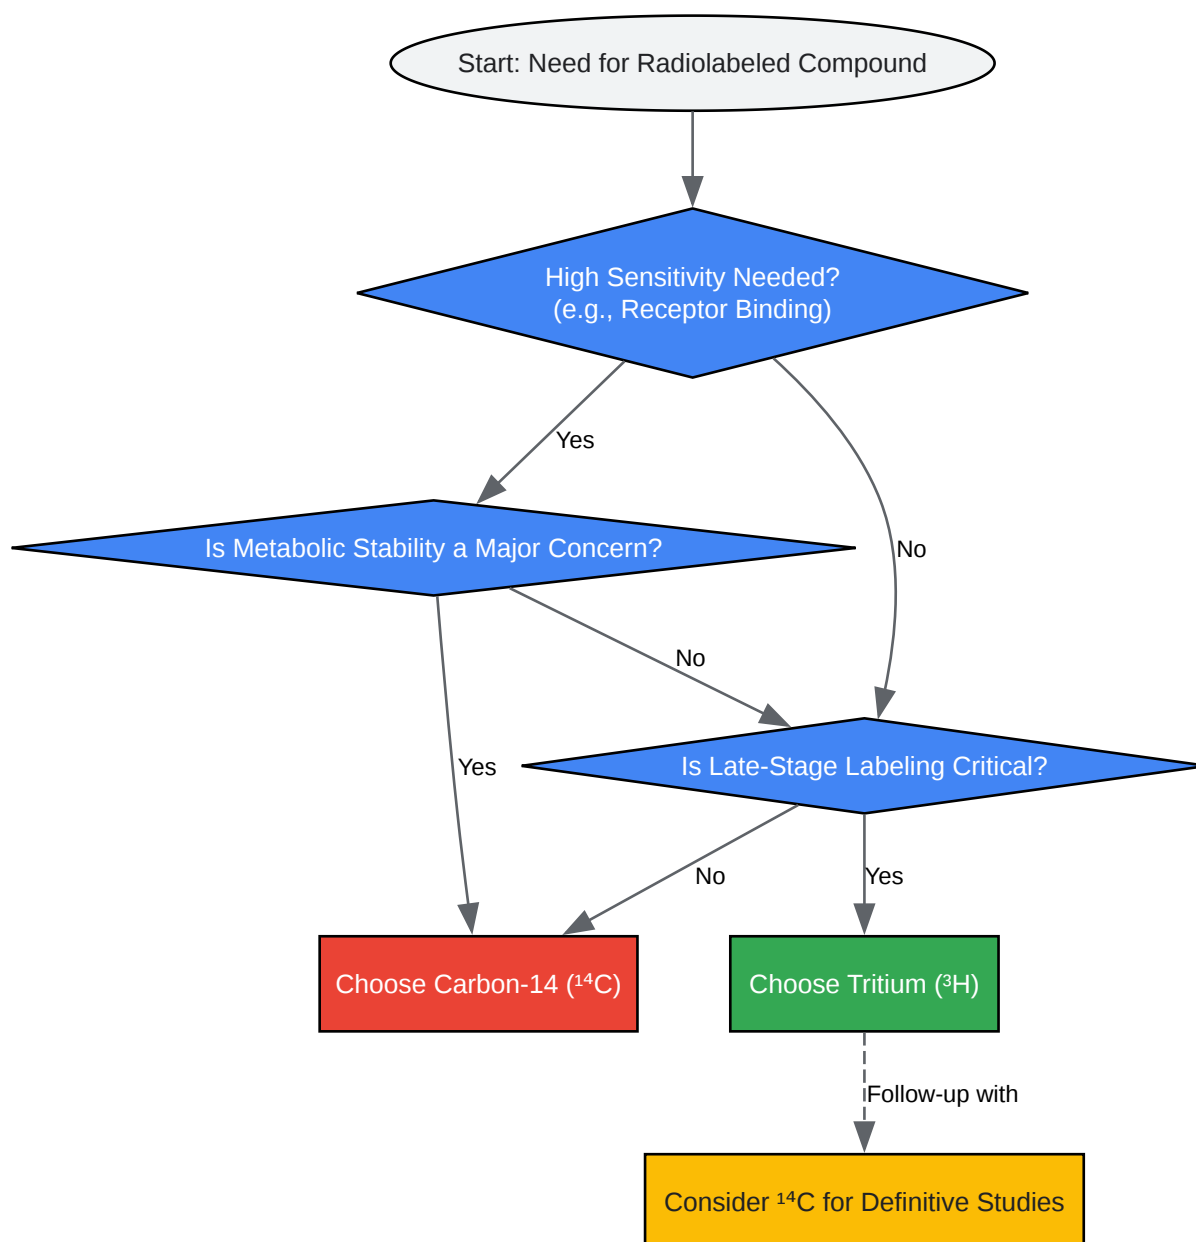 Start: Need for Radiolabeled Compound
High Sensitivity Needed?
(e.g., Receptor Binding)
Yes
No
Is Metabolic Stability a Major Concern?
No
Yes
Is Late-Stage Labeling Critical?
No
Yes
Choose Carbon-14 (¹⁴C)
Choose Tritium (³H)
Follow-up with
Consider ¹⁴C for Definitive Studies